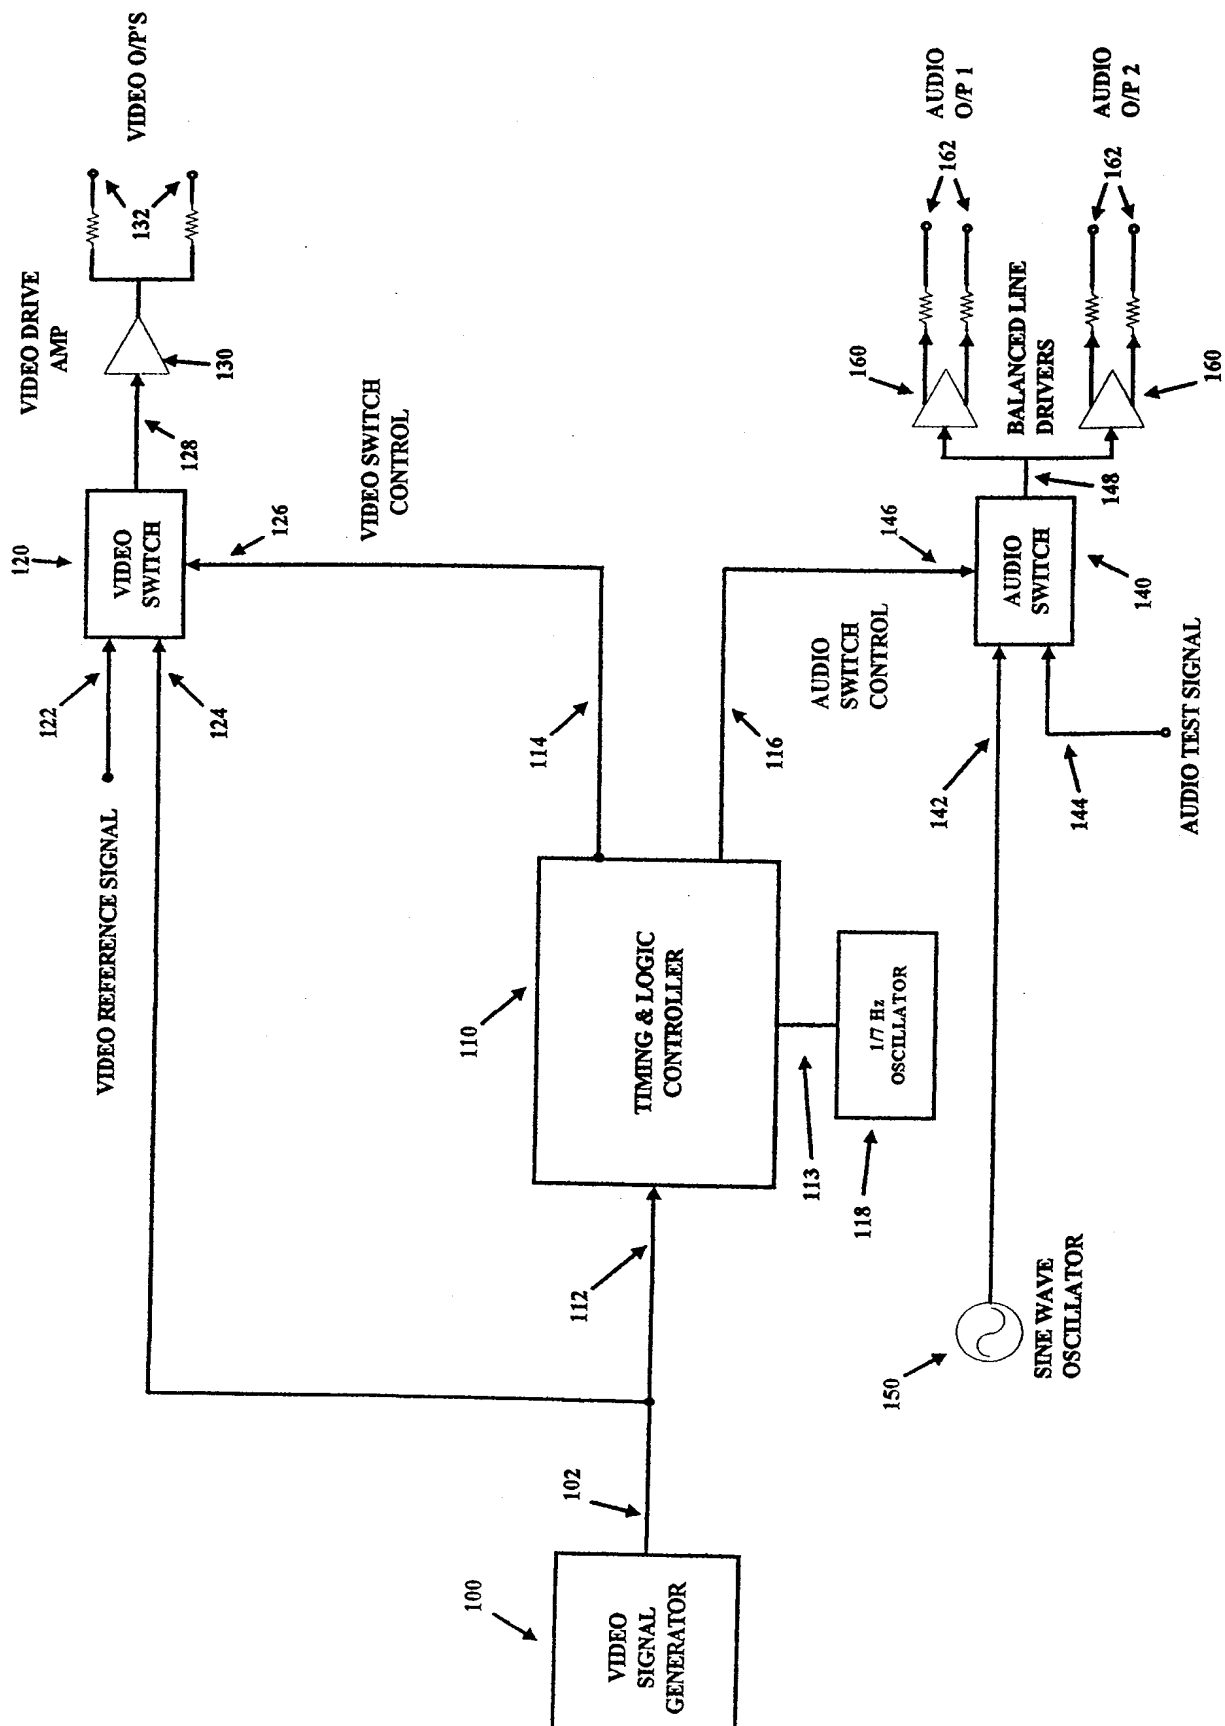 100
VIDEO
SIGNAL
GENERATOR
102
112
110
TIMING & LOGIC
CONTROLLER
113
118
1/7 Hz
OSCILLATOR
114
116
VIDEO SWITCH
CONTROL
AUDIO
SWITCH
CONTROL
VIDEO REFERENCE SIGNAL
122
124
120
VIDEO
SWITCH
126
128
VIDEO DRIVE
AMP
130
132
VIDEO O/P'S
150
SINE WAVE
OSCILLATOR
142
144
AUDIO TEST SIGNAL
146
AUDIO
SWITCH
140
148
BALANCED LINE
DRIVERS
160
160
162
162
AUDIO
O/P 1
AUDIO
O/P 2